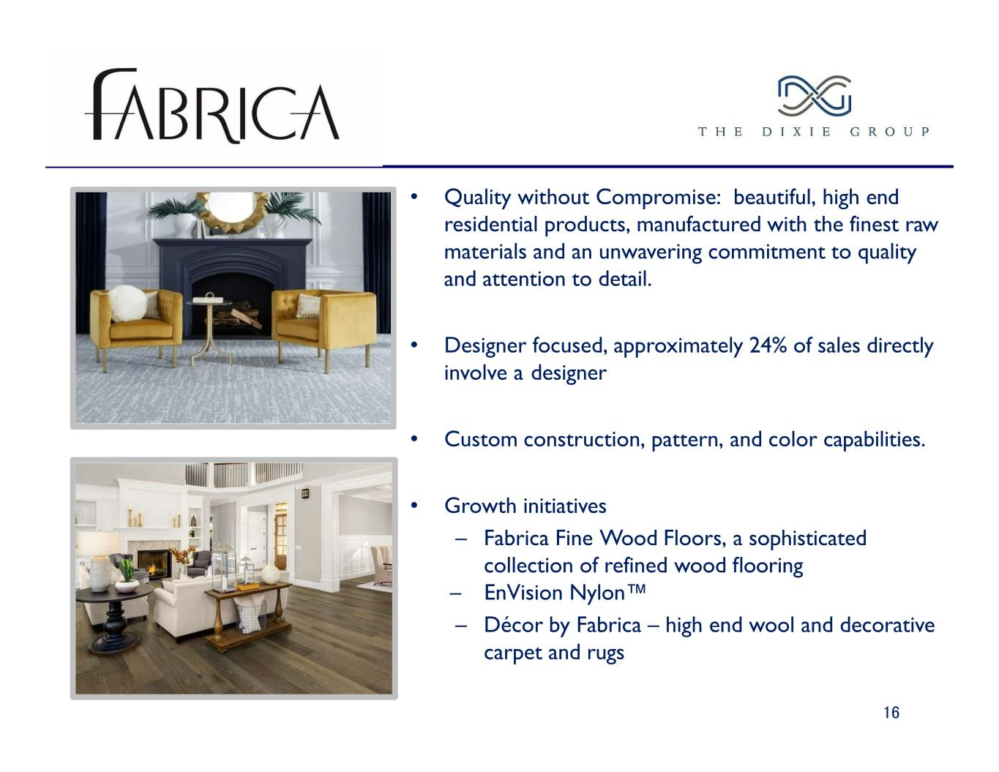 FABRICA
THE DIXIE GROUP
• Quality without Compromise:  beautiful, high end
residential products, manufactured with the finest raw
materials and an unwavering commitment to quality
and attention to detail.
• Designer focused, approximately 24% of sales directly
involve a designer
• Custom construction, pattern, and color capabilities.
• Growth initiatives
– Fabrica Fine Wood Floors, a sophisticated
collection of refined wood flooring
– EnVision Nylon™
– Décor by Fabrica – high end wool and decorative
carpet and rugs
16